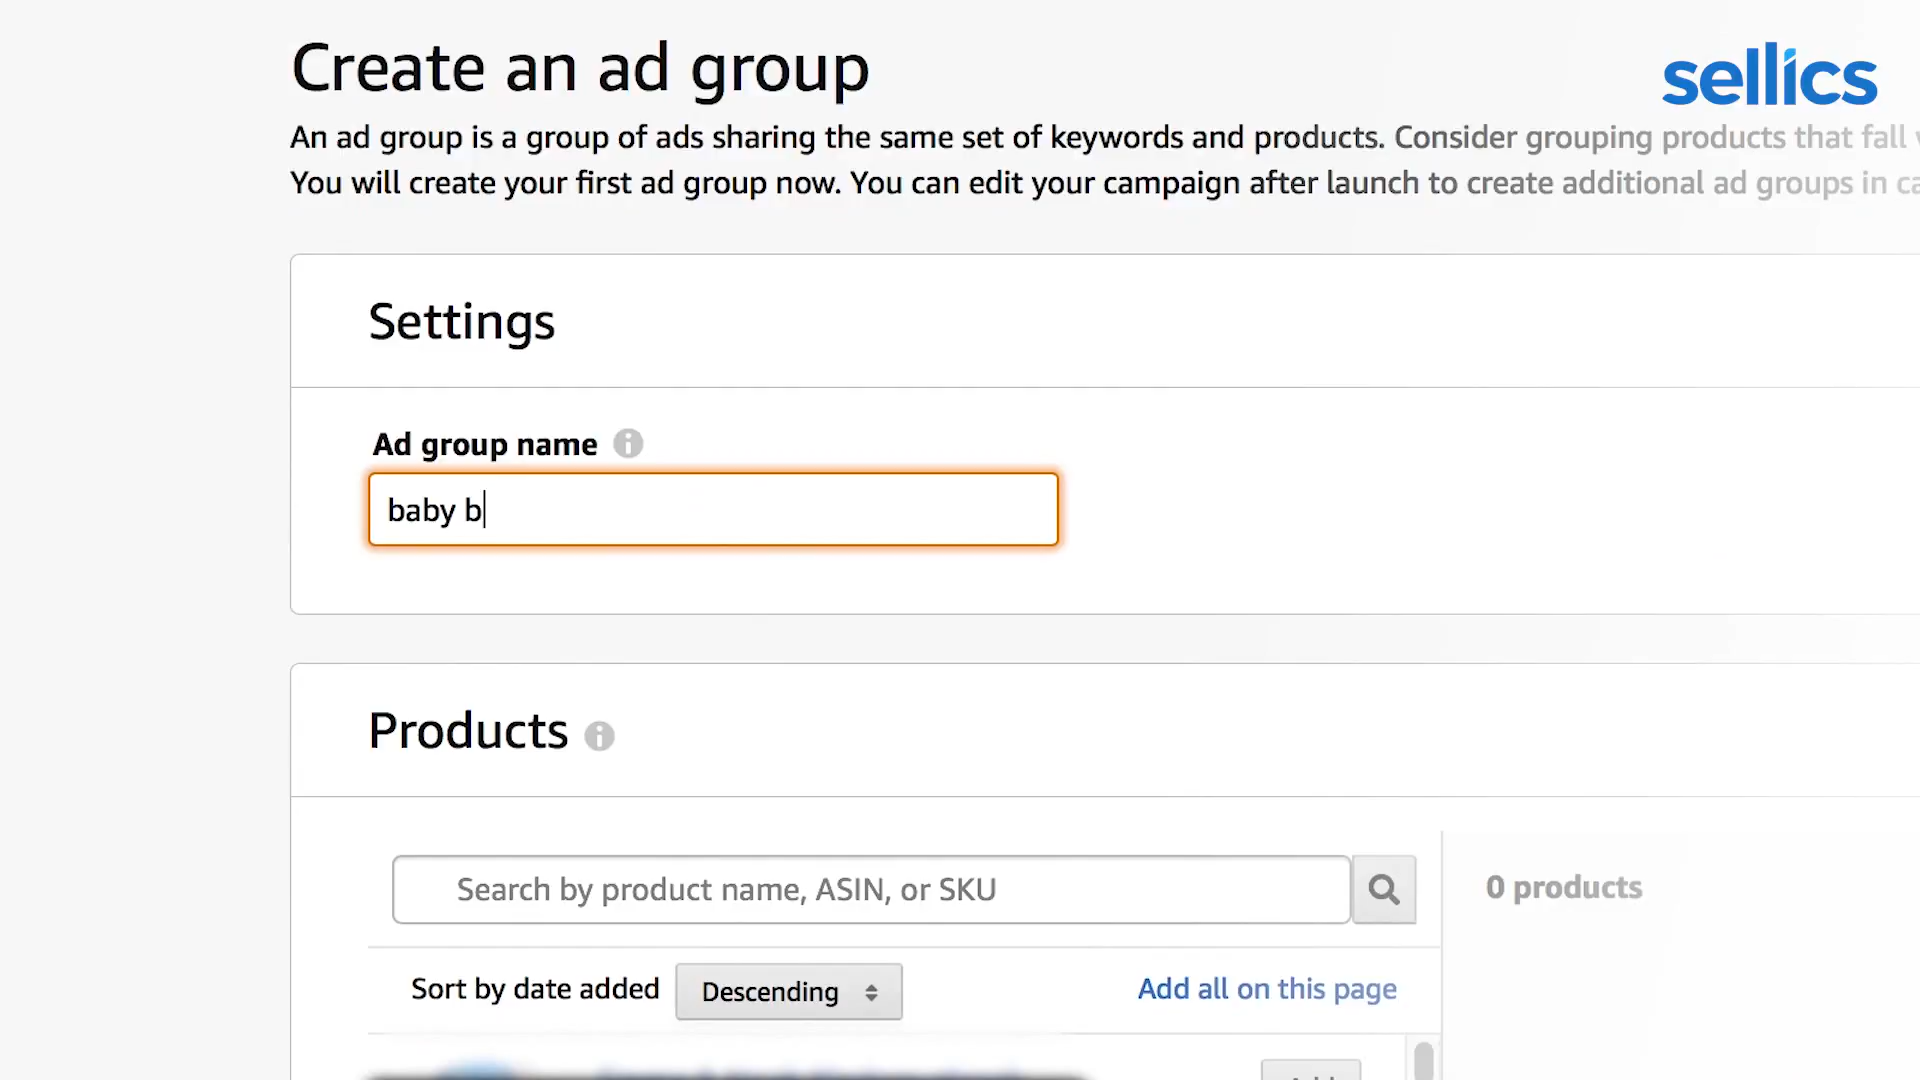 Create an ad group
sellics
An ad group is a group of ads sharing the same set of keywords and products. Consider grouping products that fall
You will create your first ad group now. You can edit your campaign after launch to create additional ad groups in ca
Settings
Ad group name
baby b
Products
Search by product name, ASIN, or SKU
0 products
Sort by date added Descending Add all on this page